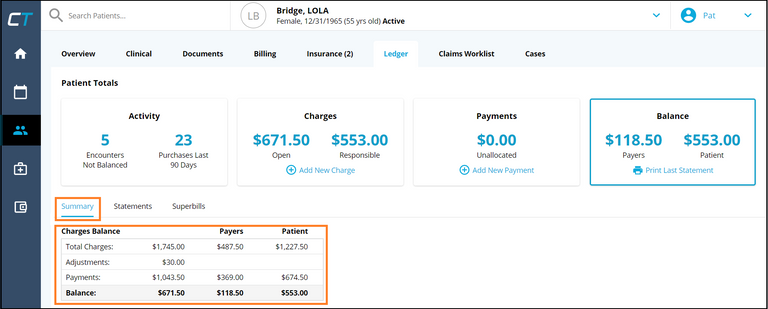 CT
Search Patients...
LB
Bridge, LOLA
Female, 12/31/1965 (55 yrs old) Active
Pat
Overview Clinical Documents Billing Insurance (2) Ledger Claims Worklist Cases
Patient Totals
Activity
5 23
Encounters Purchases Last
Not Balanced 90 Days
Charges
$671.50 $553.00
Open Responsible
Add New Charge
Payments
$0.00
Unallocated
Add New Payment
Balance
$118.50 $553.00
Payers Patient
Print Last Statement
Summary Statements Superbills
Charges Balance Payers Patient
Total Charges: $1,745.00 $487.50 $1,227.50
Adjustments: $30.00
Payments: $1,043.50 $369.00 $674.50
Balance: $671.50 $118.50 $553.00